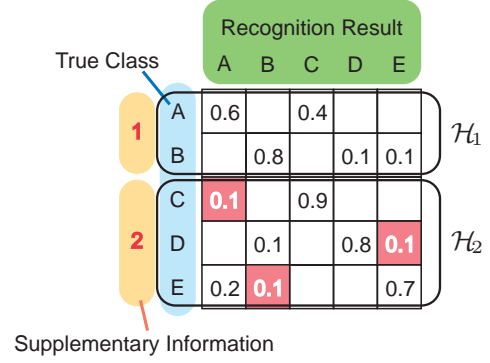 Recognition Result
True Class
A B C D E
A 0.6 0.4
1
B 0.8 0.1 0.1
H1
C 0.1 0.9
2
D 0.1 0.8 0.1
H2
E 0.2 0.1 0.7
Supplementary Information